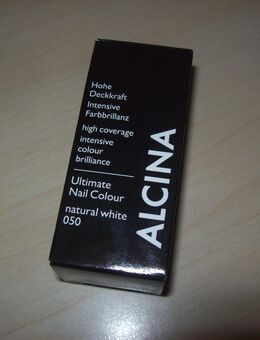 Hohe
Deckkraft
Intensive
Farbbrillanz
high coverage
intensive
colour
brilliance
Ultimate
Nail Colour
natural white
050
ALCINA